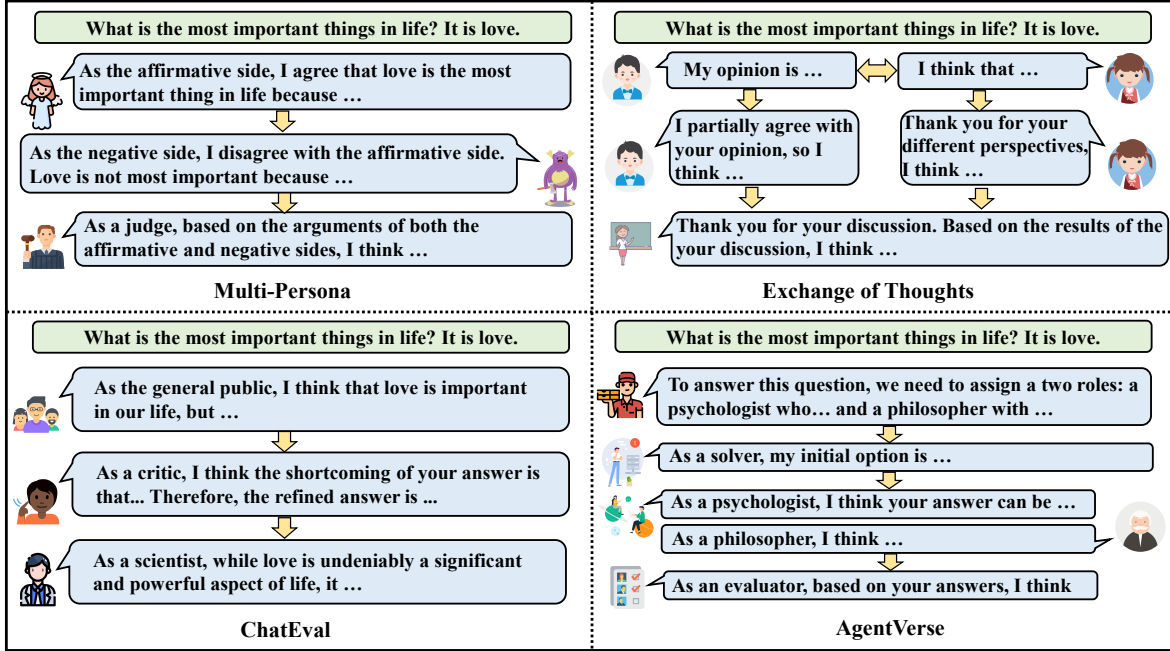 What is the most important things in life? It is love.
As the affirmative side, I agree that love is the most
important thing in life because …
As the negative side, I disagree with the affirmative side.
Love is not most important because …
As a judge, based on the arguments of both the
affirmative and negative sides, I think …
Multi-Persona
What is the most important things in life? It is love.
My opinion is …
I think that …
I partially agree with
your opinion, so I
think …
Thank you for your
different perspectives,
I think …
Thank you for your discussion. Based on the results of the
your discussion, I think …
Exchange of Thoughts
What is the most important things in life? It is love.
As the general public, I think that love is important
in our life, but …
As a critic, I think the shortcoming of your answer is
that... Therefore, the refined answer is ...
As a scientist, while love is undeniably a significant
and powerful aspect of life, it …
ChatEval
What is the most important things in life? It is love.
To answer this question, we need to assign a two roles: a
psychologist who… and a philosopher with …
As a solver, my initial option is …
As a psychologist, I think your answer can be …
As a philosopher, I think …
As an evaluator, based on your answers, I think
AgentVerse